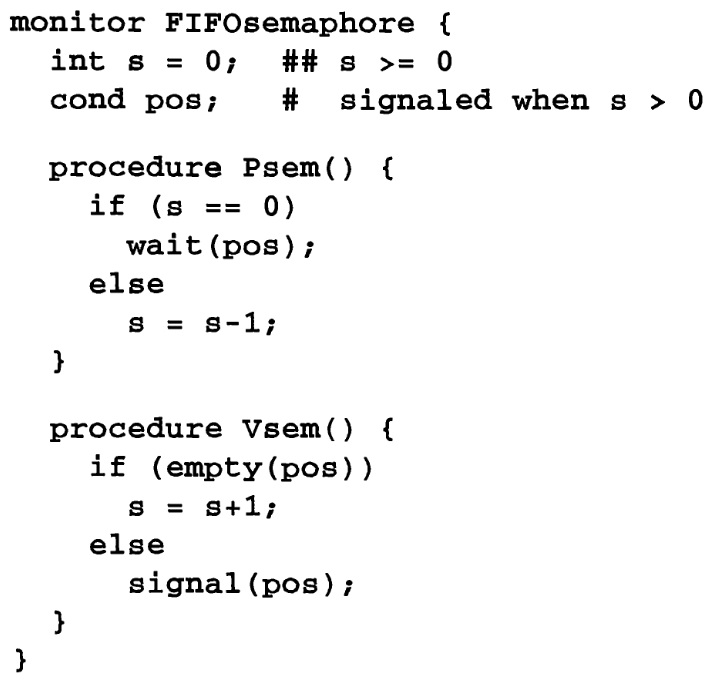 monitor FIFOsemaphore {
int s = 0; ## s >= 0
cond pos; # signaled when s > 0
procedure Psem() {
if (s == 0)
wait(pos);
else
s = s-1;
}
procedure Vsem() {
if (empty(pos))
s = s+1;
else
signal(pos);
}
}